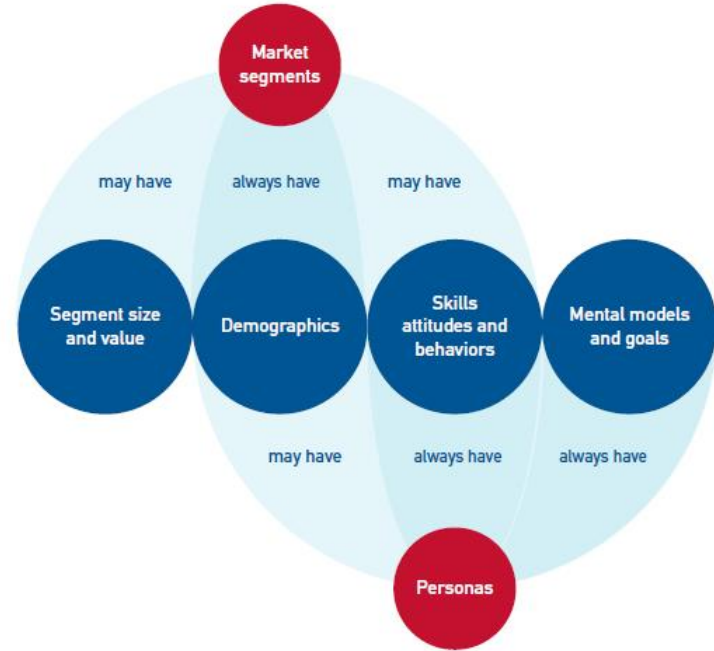 Market
segments
may have
always have
may have
Segment size
and value
Demographics
Skills
attitudes and
behaviors
Mental models
and goals
may have
always have
always have
Personas